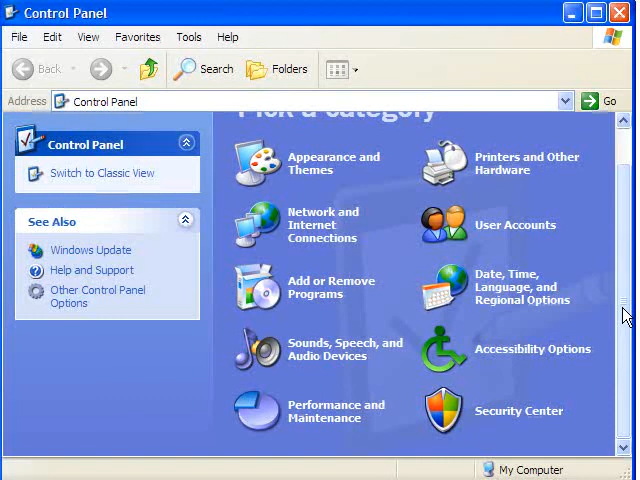 Control Panel
File Edit View Favorites Tools Help
Back Search Folders
Address Control Panel Go
Pick a category
Control Panel
Switch to Classic View
See Also
Windows Update
Help and Support
Other Control Panel
Options
Appearance and
Themes
Printers and Other
Hardware
Network and
Internet
Connections
User Accounts
Add or Remove
Programs
Date, Time,
Language, and
Regional Options
Sounds, Speech, and
Audio Devices
Accessibility Options
Performance and
Maintenance
Security Center
My Computer